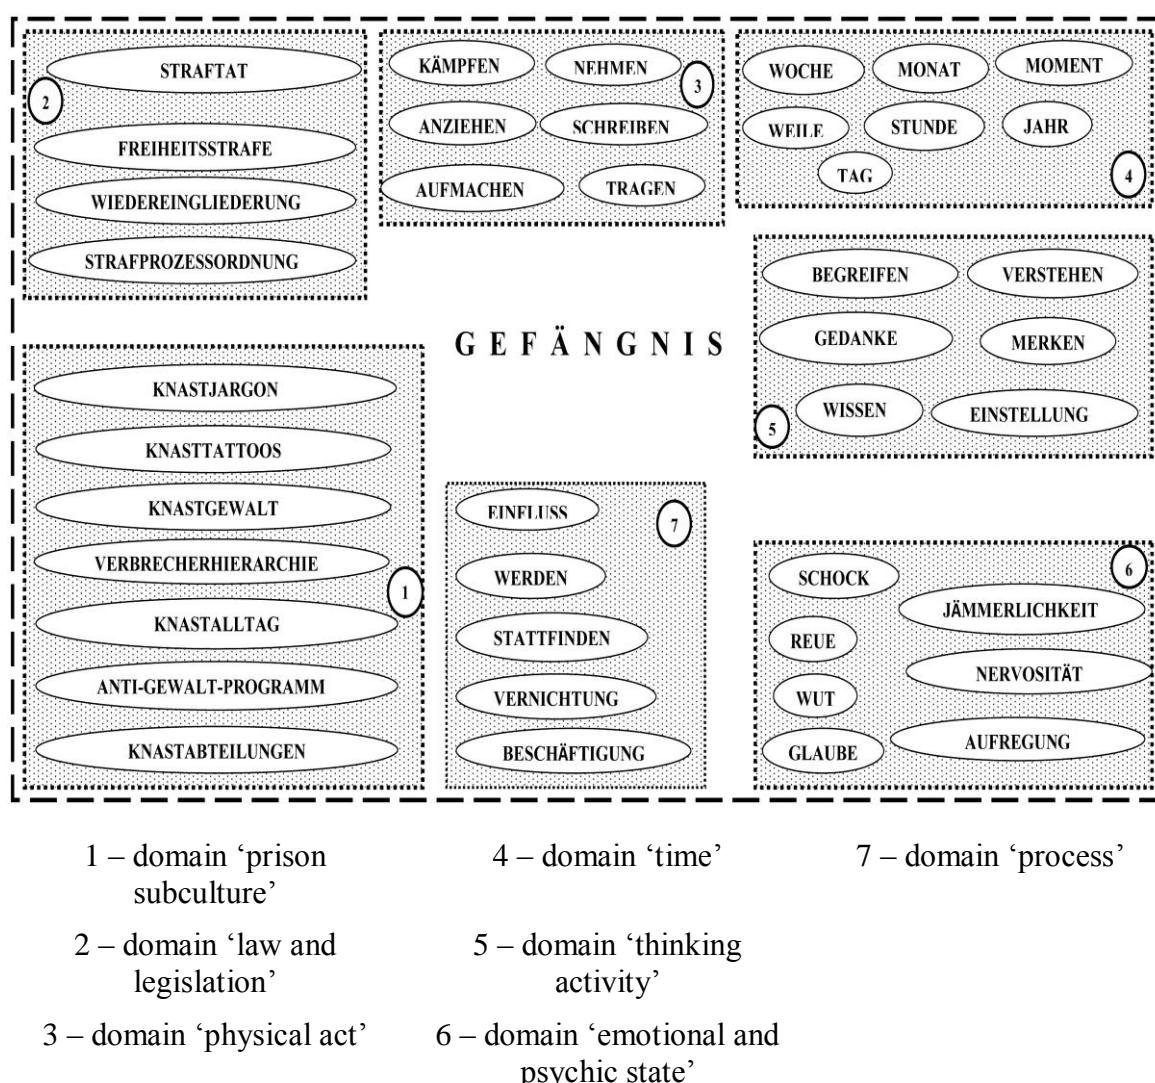 STRAFTAT
2
FREIHEITSSTRAFE
WIEDEREINGLIEDERUNG
STRAFPROZESSORDNUNG
KÄMPFEN NEHMEN
3
ANZIEHEN SCHREIBEN
AUFMACHEN TRAGEN
WOCHE MONAT MOMENT
WEILE STUNDE JAHR
TAG
4
GEFÄNGNIS
BEGREIFEN VERSTEHEN
GEDANKE MERKEN
WISSEN EINSTELLUNG
5
KNASTJARGON
KNASTTATTOOS
KNASTGEWALT
VERBRECHERHIERARCHIE
1
KNASTALLTAG
ANTI-GEWALT-PROGRAMM
KNASTABTEILUNGEN
EINFLUSS
7
WERDEN
STATTFINDEN
VERNICHTUNG
BESCHÄFTIGUNG
6
SCHOCK
JÄMMERLICHKEIT
REUE
NERVOSITÄT
WUT
AUFREGUNG
GLAUBE
1 – domain ‘prison
subculture’
2 – domain ‘law and
legislation’
3 – domain ‘physical act’
4 – domain ‘time’
5 – domain ‘thinking
activity’
6 – domain ‘emotional and
psychic state’
7 – domain ‘process’